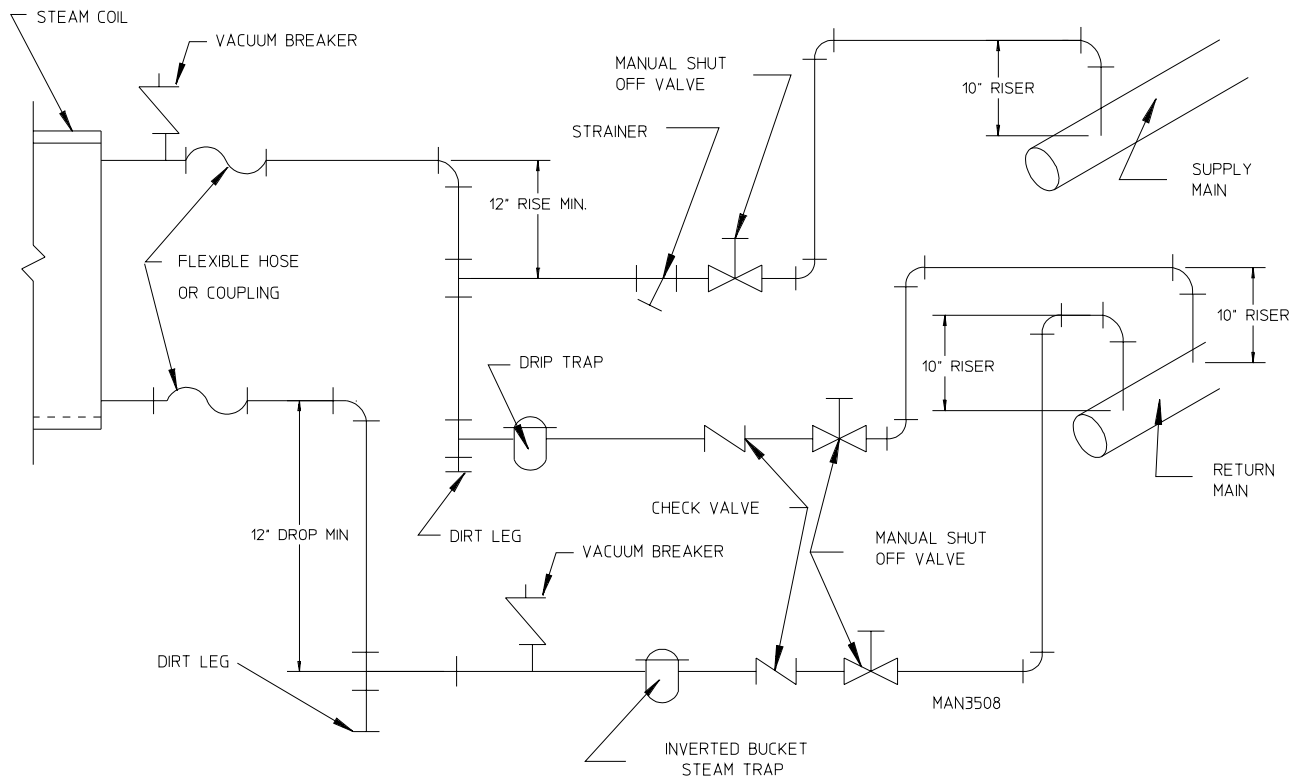 STEAM COIL
VACUUM BREAKER
MANUAL SHUT
OFF VALVE
10" RISER
STRAINER
SUPPLY
MAIN
12" RISE MIN.
FLEXIBLE HOSE
OR COUPLING
10" RISER
DRIP TRAP
10" RISER
RETURN
MAIN
CHECK VALVE
12" DROP MIN
DIRT LEG
VACUUM BREAKER
MANUAL SHUT
OFF VALVE
DIRT LEG
MAN3508
INVERTED BUCKET
STEAM TRAP